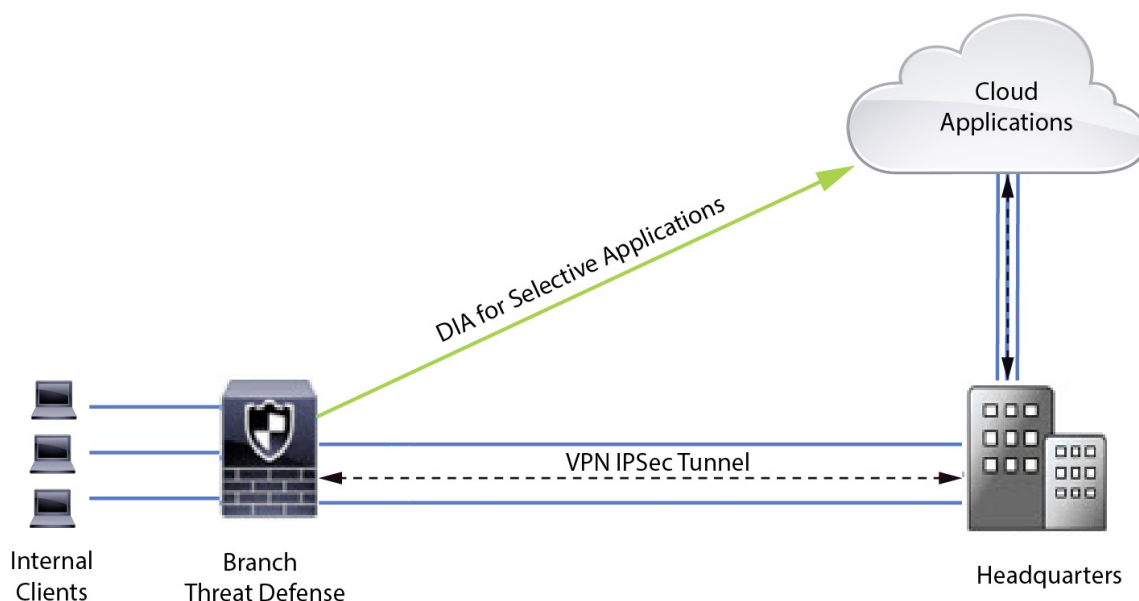 Cloud
Applications
DIA for Selective Applications
VPN IPSec Tunnel
Internal
Clients
Branch
Threat Defense
Headquarters